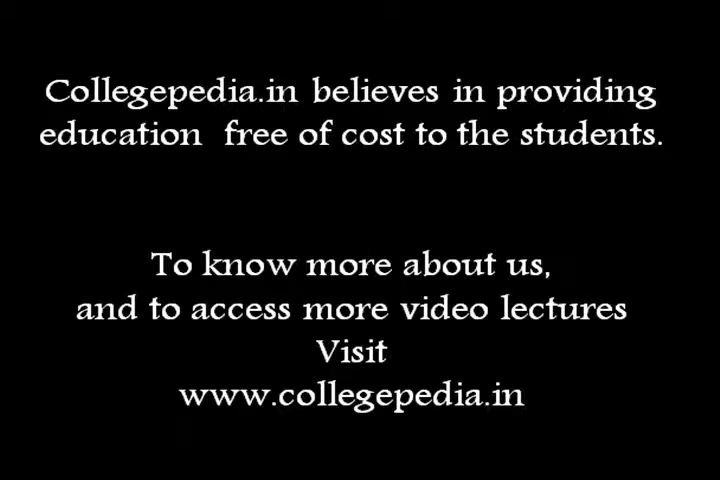 Collegepedia.in believes in providing
education free of cost to the students.
To know more about us,
and to access more video lectures
Visit
www.collegepedia.in